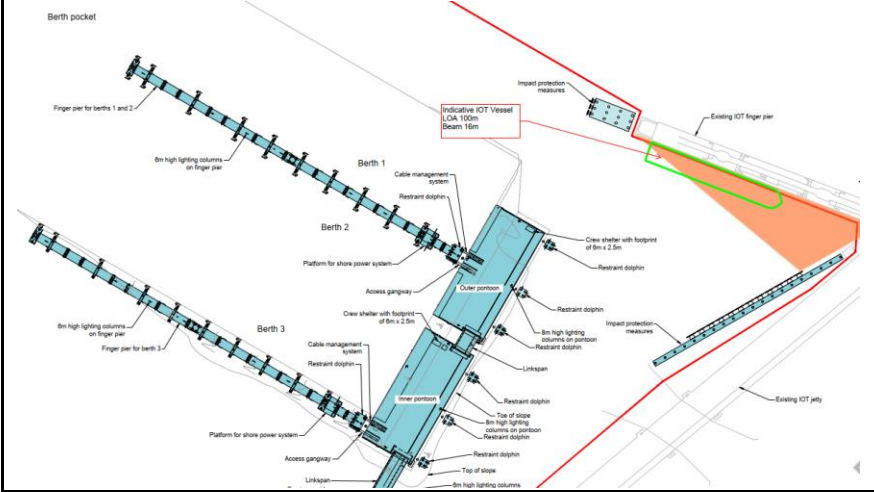 Berth pocket
Finger pier for berths 1 and 2
6m high lighting columns
on finger pier
Berth 1
Cable management
system
Restraint dolphin
Berth 2
Platform for shore power system
Access gangway
Indicative IOT Vessel
LOA 100m
Beam 16m
Impact protection
measures
Existing IOT finger pier
Crew shelter with footprint
of 6m x 2.5m
Restraint dolphin
Outer pontoon
Restraint dolphin
8m high lighting
columns on pontoon
Restraint dolphin
Linkspan
Impact protection
measures
Existing IOT jetty
6m high lighting columns
on finger pier
Finger pier for berth 3
Berth 3
Crew shelter with footprint
of 6m x 2.5m
Cable management
system
Restraint dolphin
Inner pontoon
Restraint dolphin
Toe of slope
8m high lighting
columns on pontoon
Restraint dolphin
Platform for shore power system
Access gangway
Restraint dolphin
Top of slope
Linkspan
6m high lighting columns